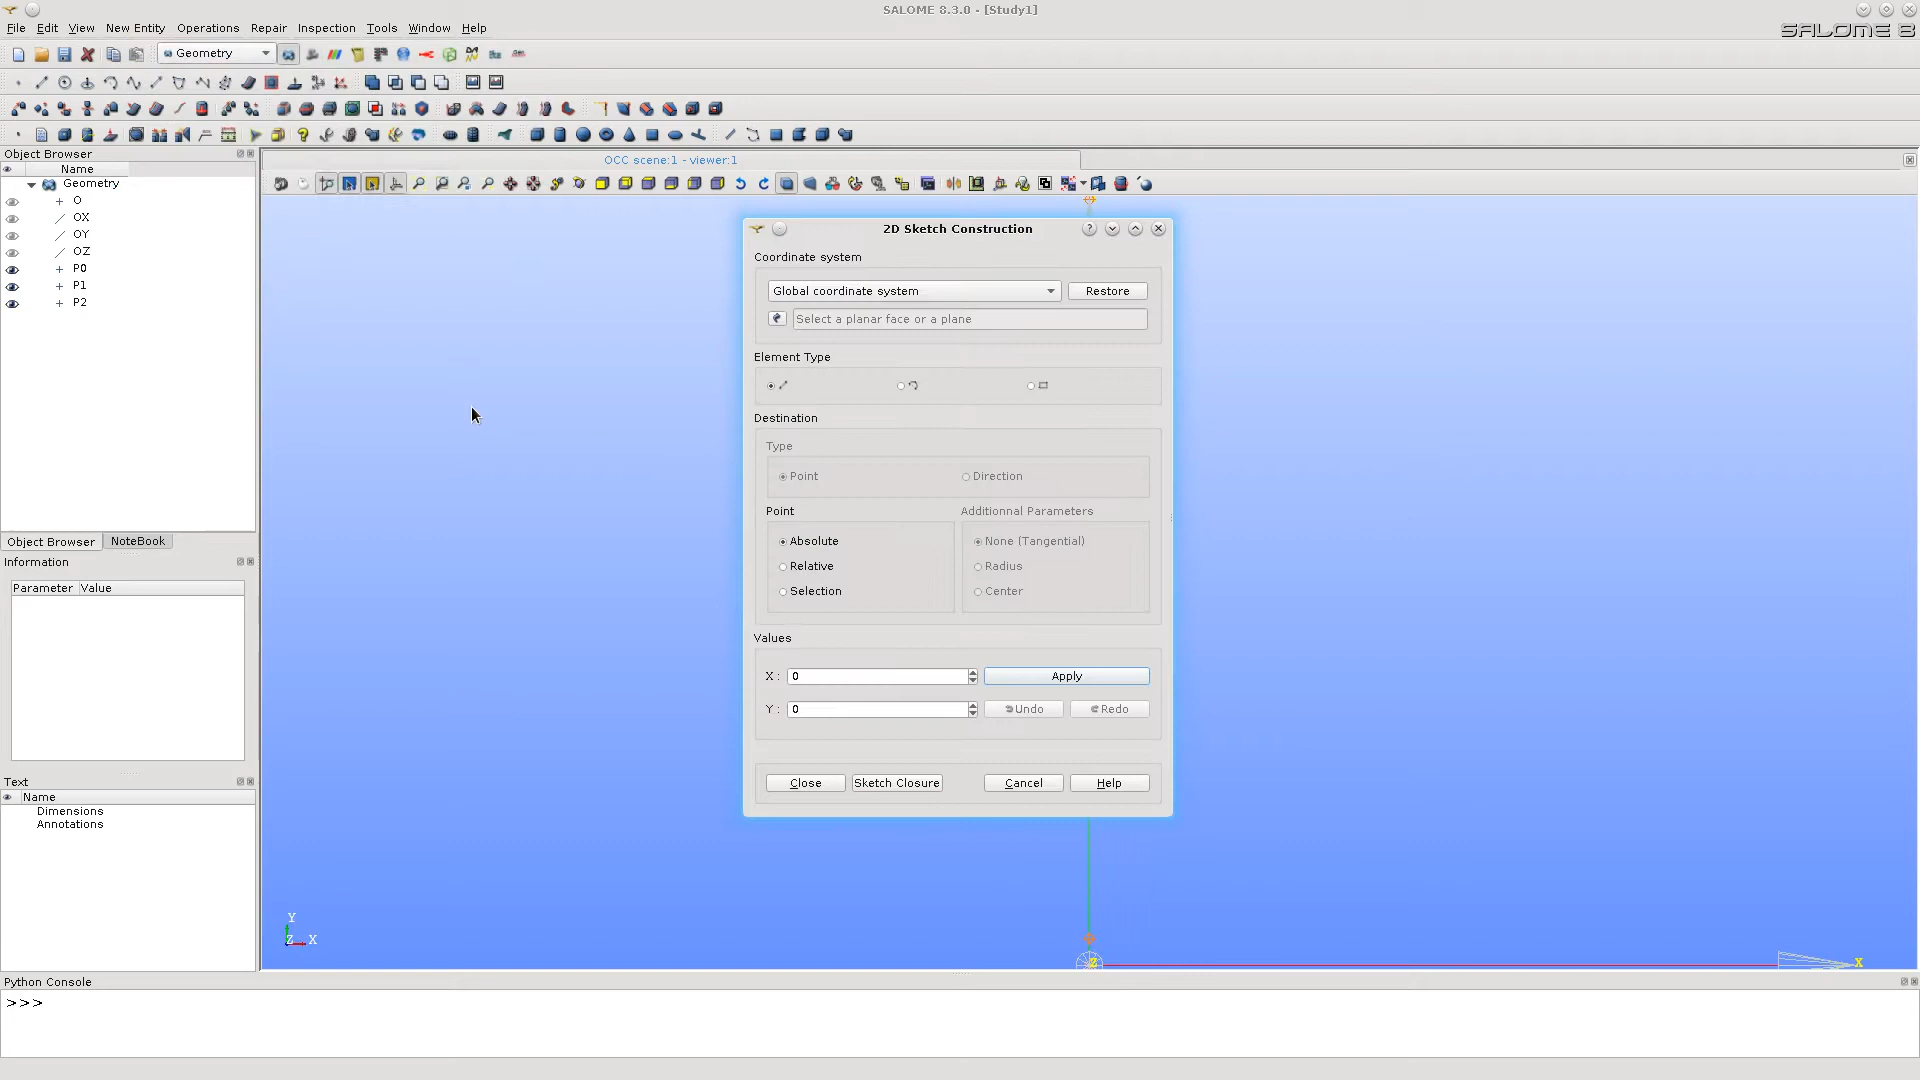 SALOME 8.3.0 - [Study1]
File Edit View New Entity Operations Repair Inspection Tools Window Help
SALOME 8
Geometry
Object Browser
OCC scene:1 - viewer:1
Name
Geometry
O
OX
OY
OZ
P0
P1
P2
Object Browser NoteBook
Information
Parameter Value
Text
Name
Dimensions
Annotations
2D Sketch Construction
Coordinate system
Global coordinate system Restore
Select a planar face or a plane
Element Type
Destination
Type
Point Direction
Point Additionnal Parameters
Absolute None (Tangential)
Relative Radius
Selection Center
Values
X : 0 Apply
Y : 0 Undo Redo
Close Sketch Closure Cancel Help
Y
Z X
Z X
Python Console
>>>